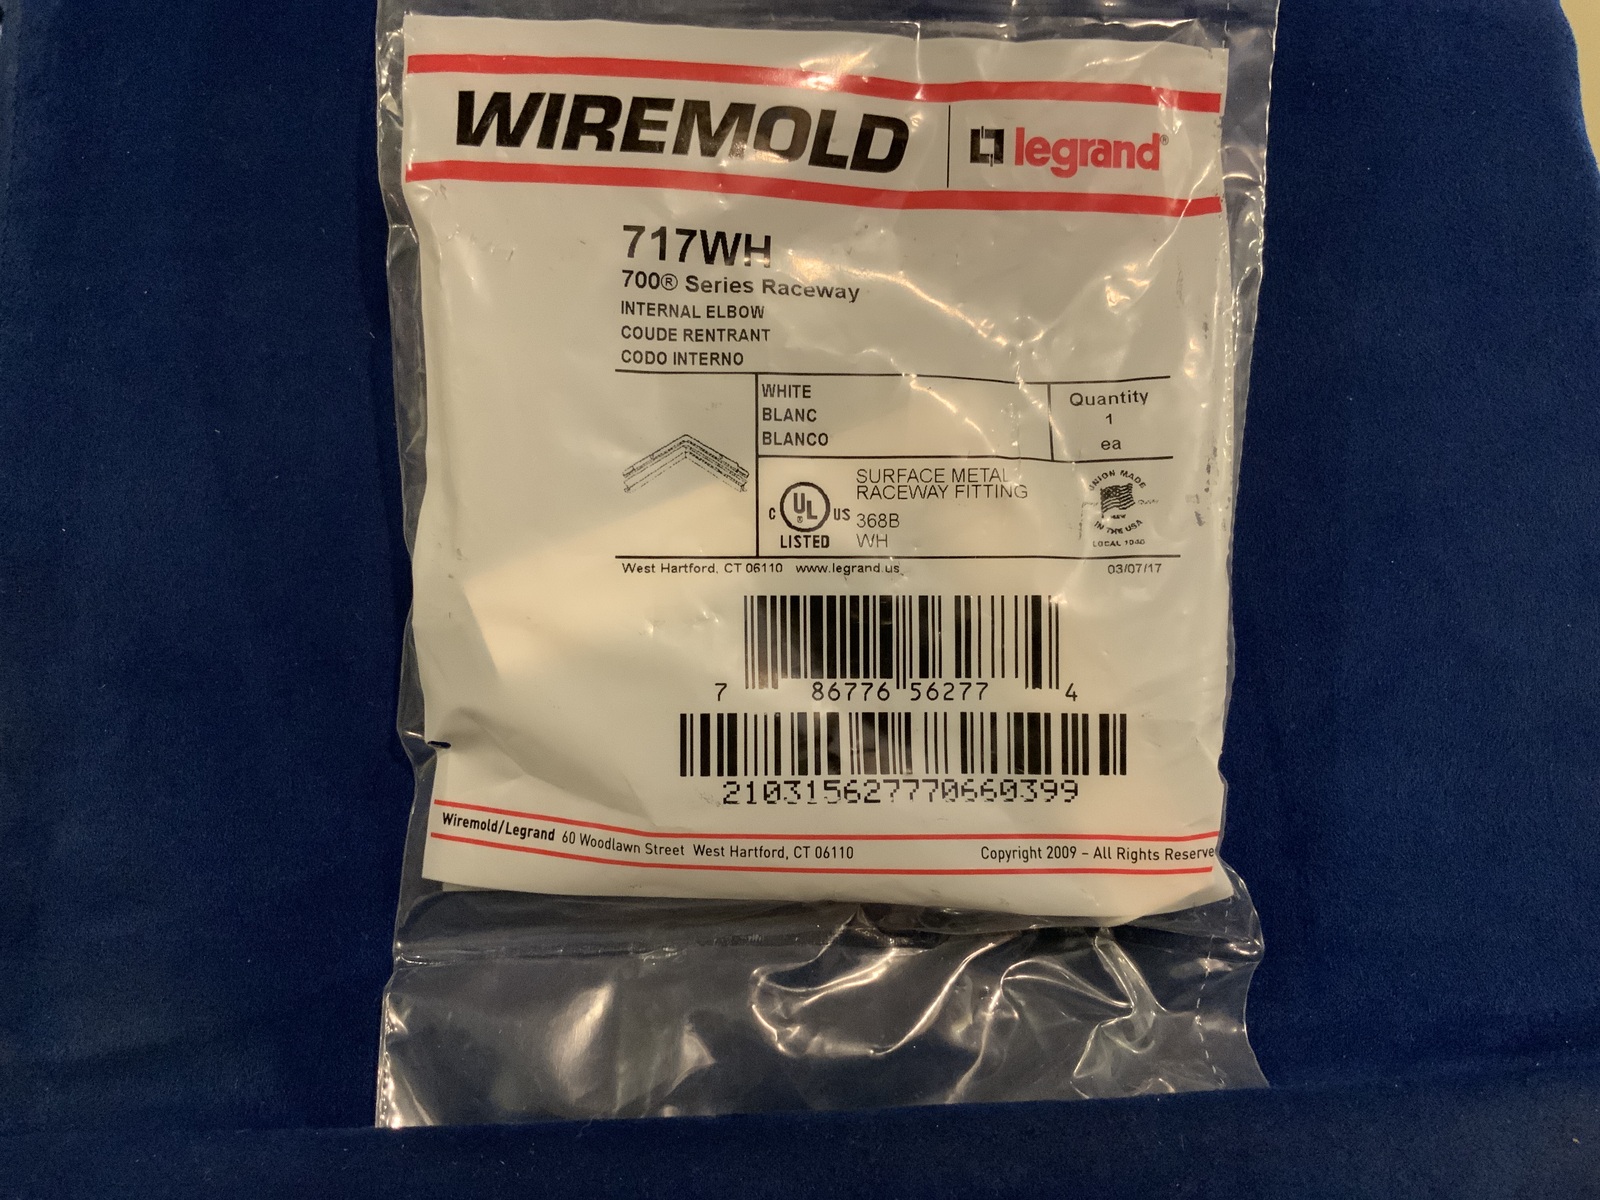 WIREMOLD legrand®
717WH
700® Series Raceway
INTERNAL ELBOW
COUDE RENTRANT
CODO INTERNO
WHITE
BLANC
BLANCO
Quantity
1
ea
C UL ® US
LISTED
SURFACE METAL
RACEWAY FITTING
368B
WH
UNION MADE
IN THE USA
LOCAL 1040
West Hartford, CT 06110 www.legrand.us 03/07/17
7 86776 56277 4
210315627770660399
Wiremold/Legrand 60 Woodlawn Street West Hartford, CT 06110 Copyright 2009 – All Rights Reserve